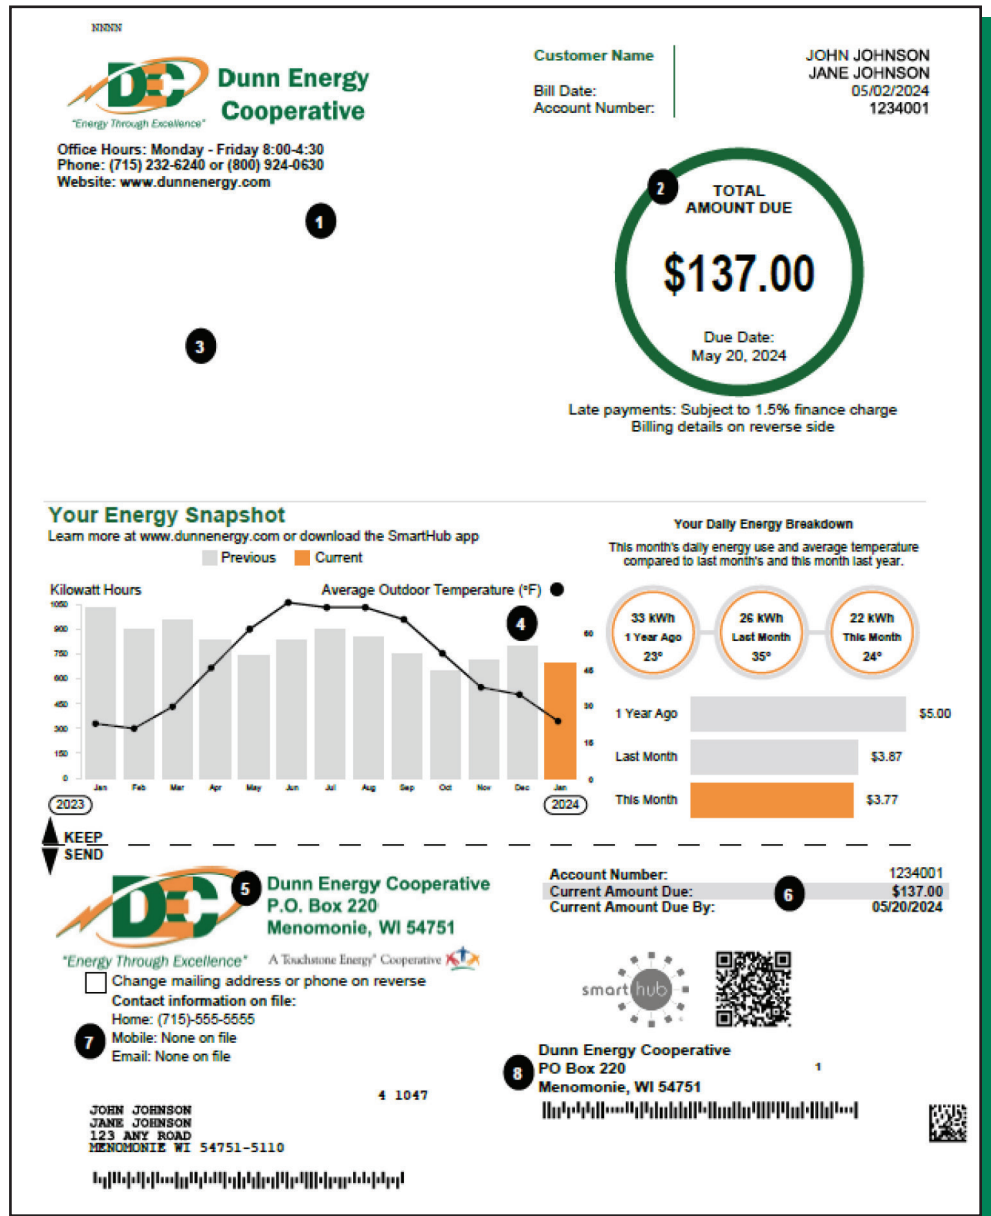 NNNN
DEC
Dunn Energy
Cooperative
"Energy Through Excellence"
Office Hours: Monday - Friday 8:00-4:30
Phone: (715) 232-6240 or (800) 924-0630
Website: www.dunnenergy.com
Customer Name JOHN JOHNSON
JANE JOHNSON
Bill Date: 05/02/2024
Account Number: 1234001
1
2
TOTAL
AMOUNT DUE
$137.00
Due Date:
May 20, 2024
3
Late payments: Subject to 1.5% finance charge
Billing details on reverse side
Your Energy Snapshot
Learn more at www.dunnenergy.com or download the SmartHub app
Previous Current
Kilowatt Hours Average Outdoor Temperature (°F)
4
1050
900
750
600
450
300
150
0
60
45
30
15
0
Jan Feb Mar Apr May Jun Jul Aug Sep Oct Nov Dec Jan
2023 2024
Your Daily Energy Breakdown
This month's daily energy use and average temperature
compared to last month's and this month last year.
33 kWh
1 Year Ago
23°
26 kWh
Last Month
35°
22 kWh
This Month
24°
1 Year Ago $5.00
Last Month $3.87
This Month $3.77
KEEP
SEND
DEC
5
Dunn Energy Cooperative
P.O. Box 220
Menomonie, WI 54751
"Energy Through Excellence" A Touchstone Energy® Cooperative
Account Number: 1234001
Current Amount Due: 6 $137.00
Current Amount Due By: 05/20/2024
Change mailing address or phone on reverse
Contact information on file:
Home: (715)-555-5555
7
Mobile: None on file
Email: None on file
smart hub
8
Dunn Energy Cooperative
PO Box 220 1
Menomonie, WI 54751
4 1047
JOHN JOHNSON
JANE JOHNSON
123 ANY ROAD
MENOMONIE WI 54751-5110